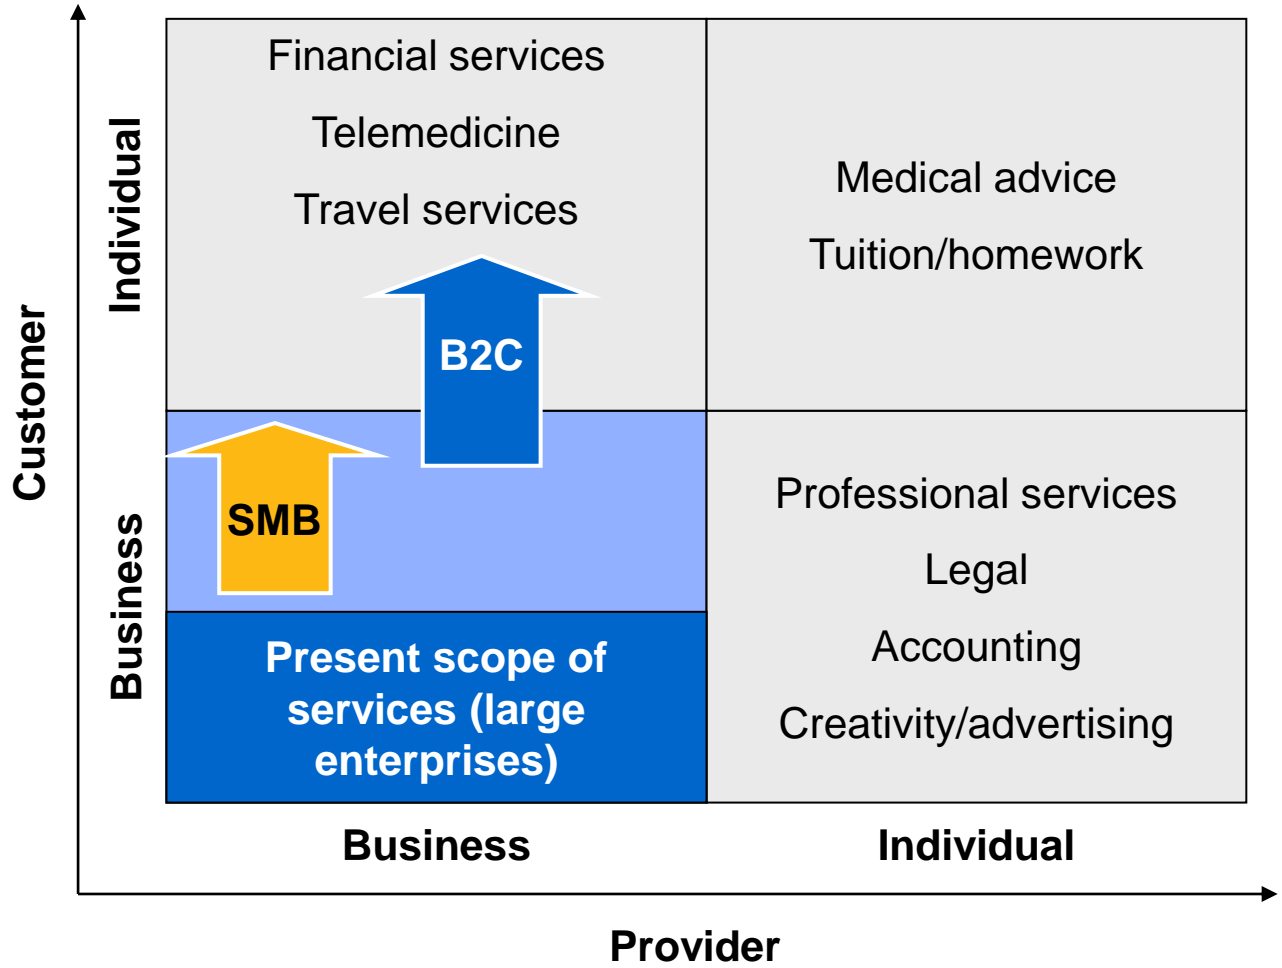 Customer
Individual
Business
Financial services
Telemedicine
Travel services
B2C
Medical advice
Tuition/homework
SMB
Present scope of
services (large
enterprises)
Professional services
Legal
Accounting
Creativity/advertising
Business
Individual
Provider